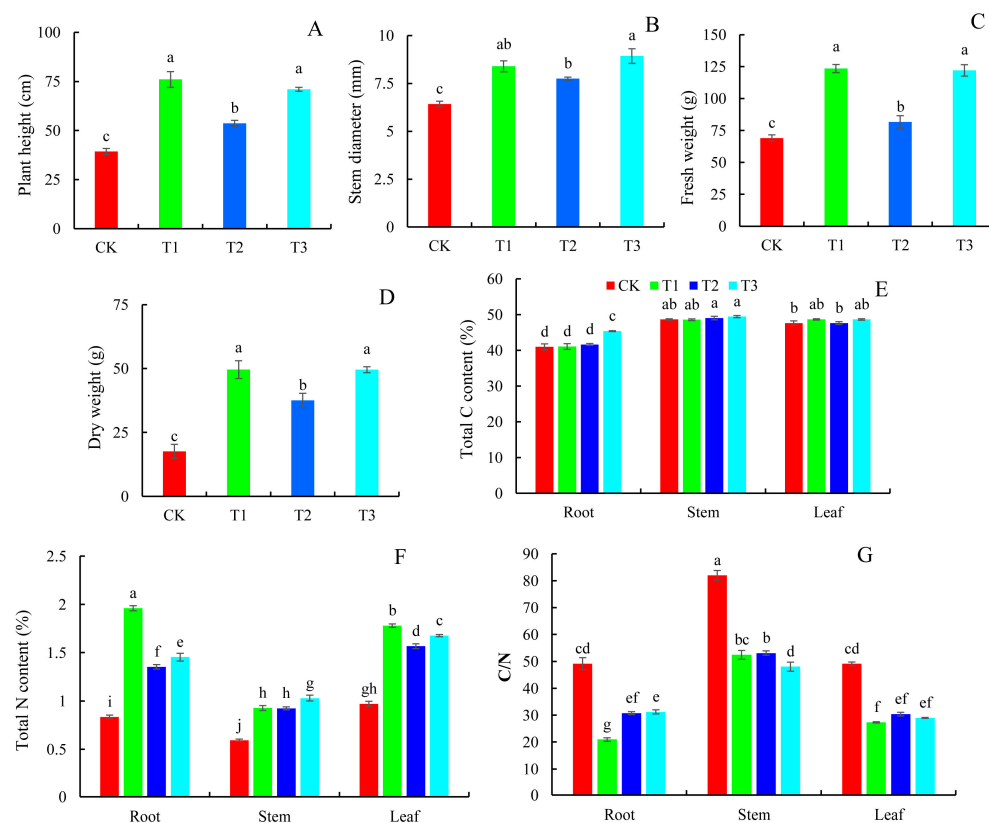 A
Plant height (cm)
100
75
50
25
0
c
a
b
a
CK T1 T2 T3
B
Stem diameter (mm)
10
7.5
5
2.5
0
c
ab
b
a
CK T1 T2 T3
C
Fresh weight (g)
150
125
100
75
50
25
0
c
a
b
a
CK T1 T2 T3
D
Dry weight (g)
75
50
25
0
c
a
b
a
CK T1 T2 T3
E
CK T1 T2 T3
Total C content (%)
60
50
40
30
20
10
0
d d d c
ab ab a a
b ab b ab
Root Stem Leaf
F
Total N content (%)
2.5
2
1.5
1
0.5
0
i a f e
j h h g
gh b d c
Root Stem Leaf
G
C/N
90
80
70
60
50
40
30
20
10
0
cd g ef e
a bc b d
cd f ef ef
Root Stem Leaf